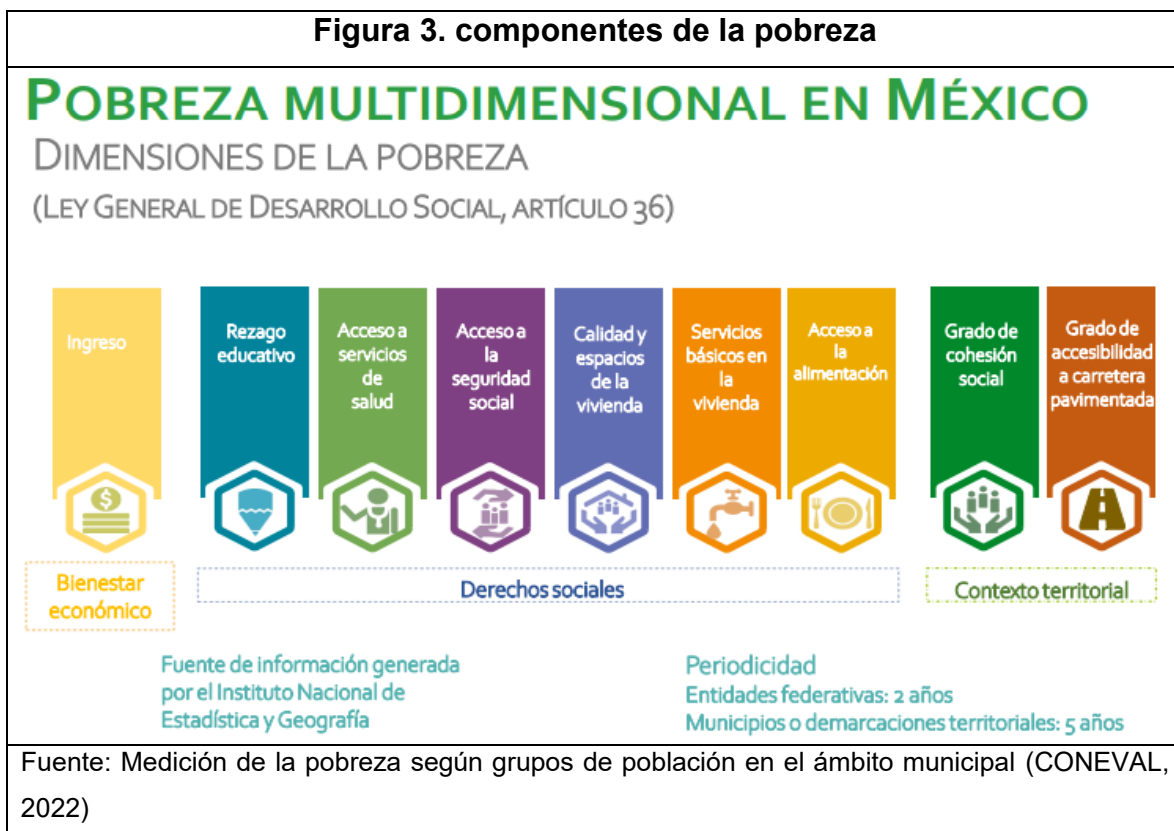 Figura 3. componentes de la pobreza
POBREZA MULTIDIMENSIONAL EN MÉXICO
DIMENSIONES DE LA POBREZA
(LEY GENERAL DE DESARROLLO SOCIAL, ARTÍCULO 36)
Ingreso
Rezago
educativo
Acceso a
servicios
de
salud
Acceso a
la
seguridad
social
Calidad y
espacios
de la
vivienda
Servicios
básicos en
la
vivienda
Acceso a
la
alimentación
Grado de
cohesión
social
Grado de
accesibilidad
a carretera
pavimentada
$
Bienestar
económico
Derechos sociales
Contexto territorial
Fuente de información generada
por el Instituto Nacional de
Estadística y Geografía
Periodicidad
Entidades federativas: 2 años
Municipios o demarcaciones territoriales: 5 años
Fuente: Medición de la pobreza según grupos de población en el ámbito municipal (CONEVAL,
2022)